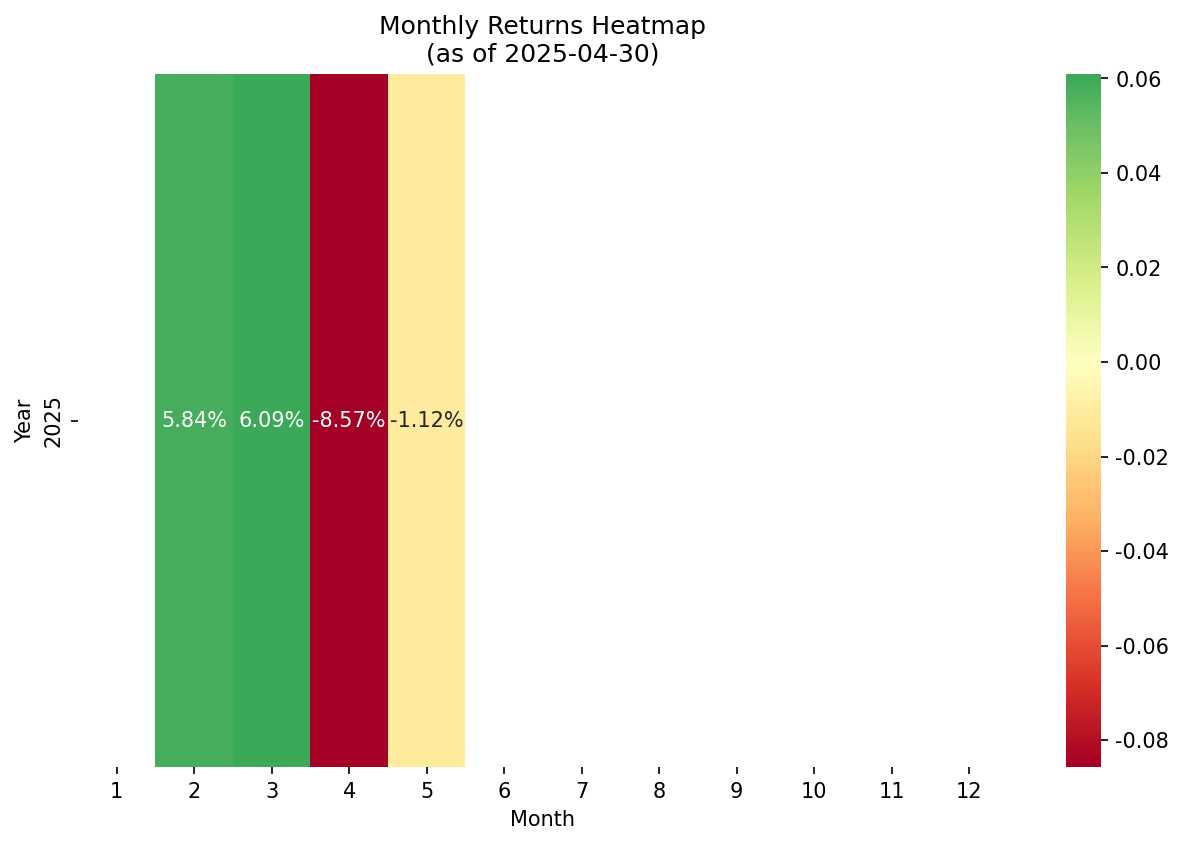 Monthly Returns Heatmap
(as of 2025-04-30)
Year
2025
5.84% 6.09% -8.57% -1.12%
1 2 3 4 5 6 7 8 9 10 11 12
Month
0.06
0.04
0.02
0.00
-0.02
-0.04
-0.06
-0.08